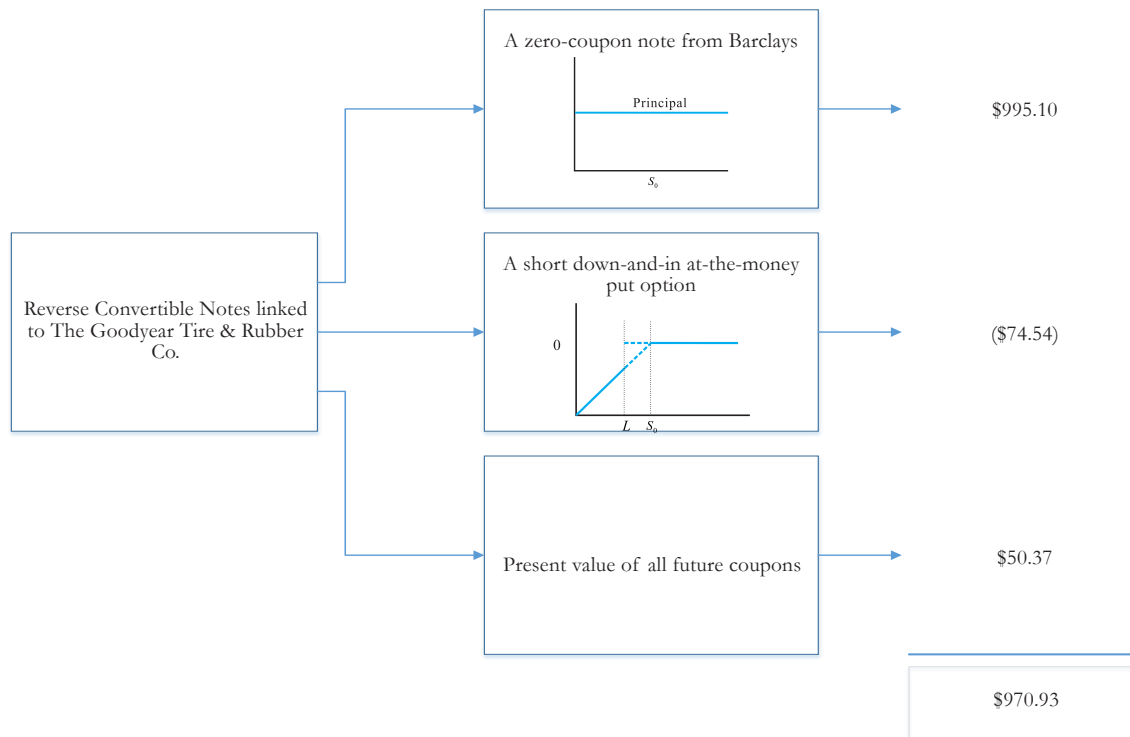 A zero-coupon note from Barclays
Principal
S₀
$995.10
Reverse Convertible Notes linked
to The Goodyear Tire & Rubber
Co.
A short down-and-in at-the-money
put option
0
L S₀
($74.54)
Present value of all future coupons
$50.37
$970.93